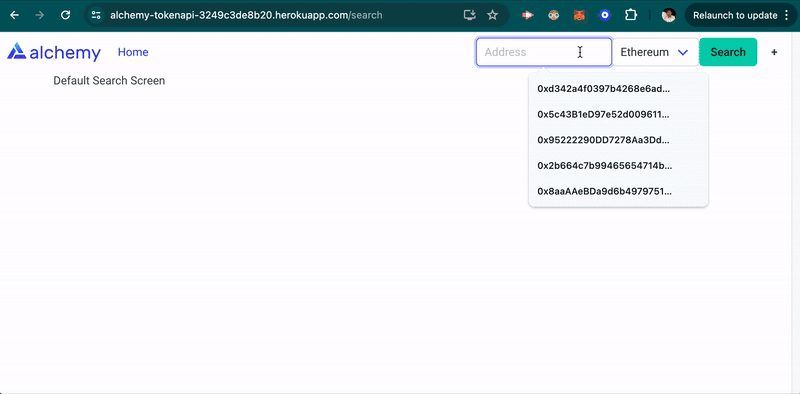 alchemy-tokenapi-3249c3de8b20.herokuapp.com/search
Relaunch to update
alchemy
Home
Address
Ethereum
Search
+
Default Search Screen
0xd342a4f0397b4268e6ad...
0x5c43B1eD97e52d009611...
0x95222290DD7278Aa3Dd...
0x2b664c7b99465654714b...
0x8aaAAeBDa9d6b4979751...